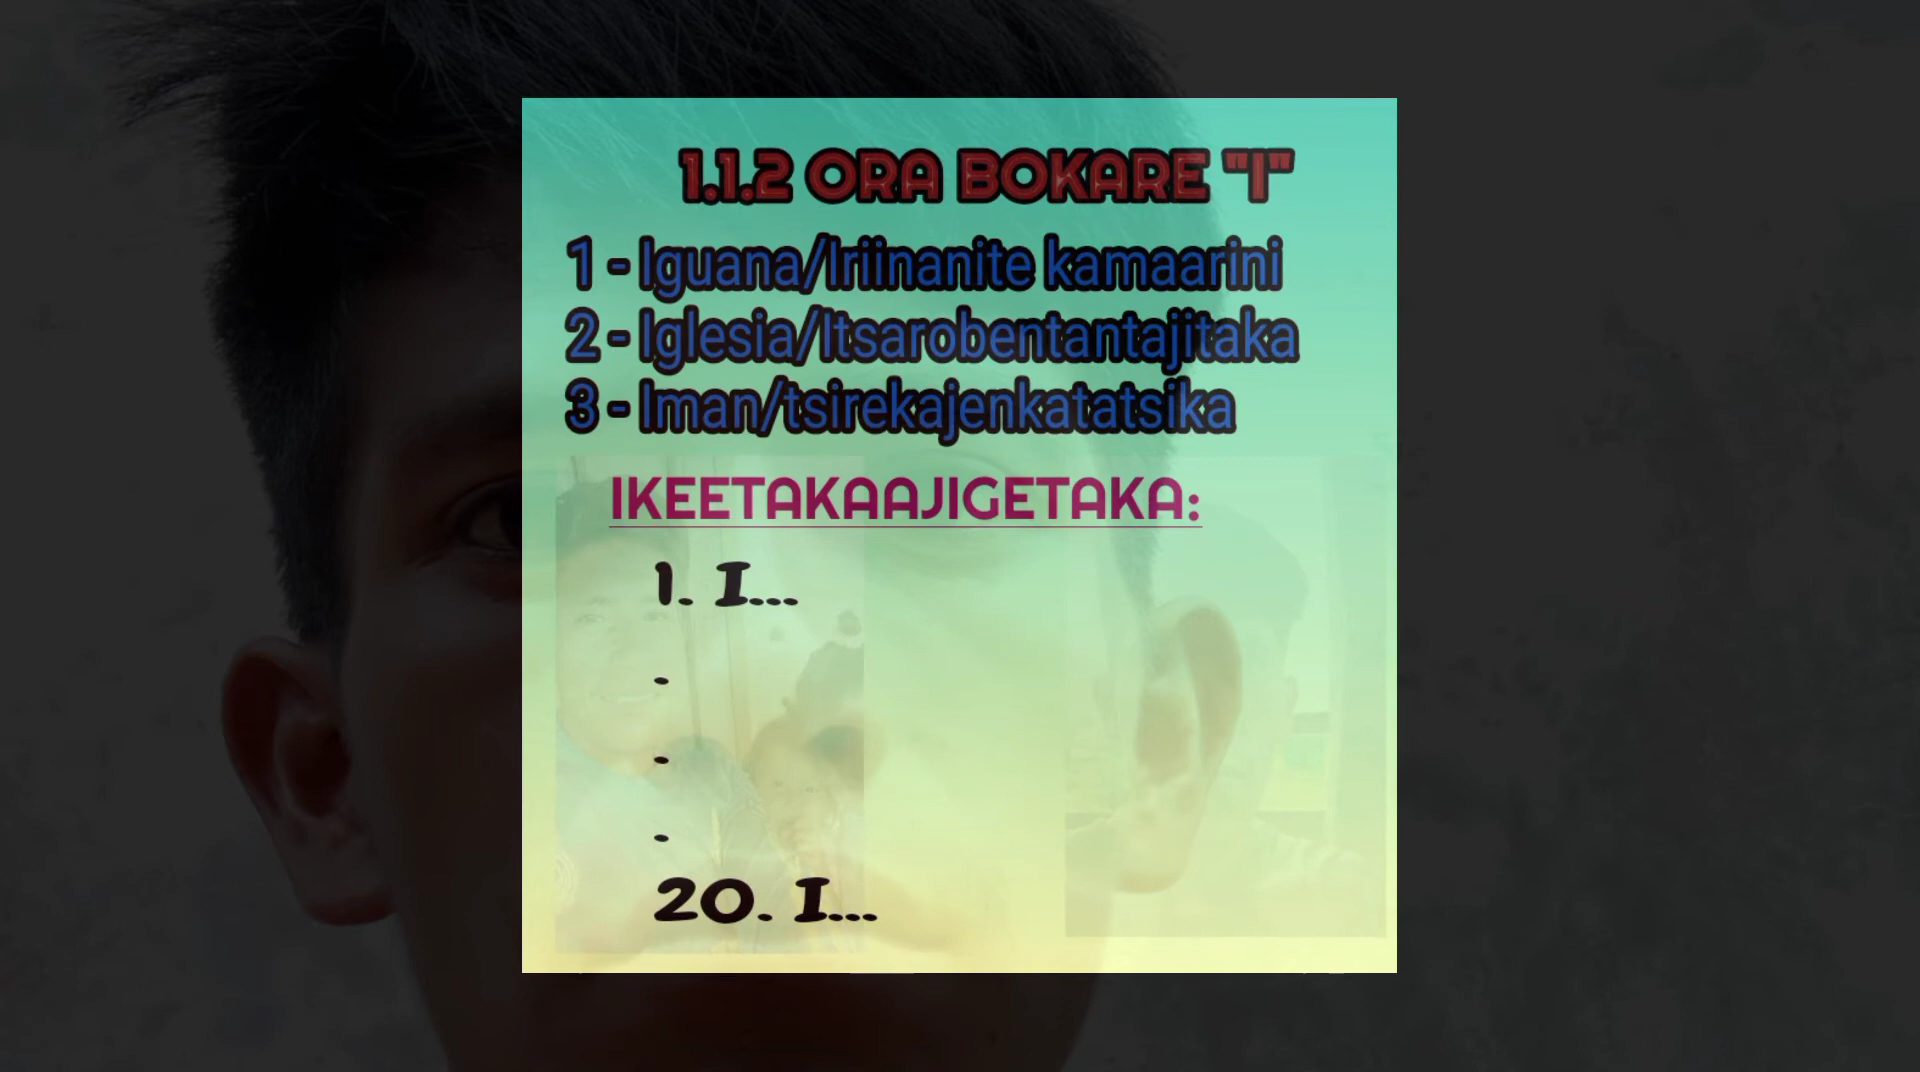 1.1.2 ORA BOKARE "I"
1 - Iguana/Iriinanite kamaarini
2 - Iglesia/Itsarobentantajitaka
3 - Iman/tsirekajenkatatsika
IKEETAKAAJIGETAKA:
1. I...
-
-
-
20. I...